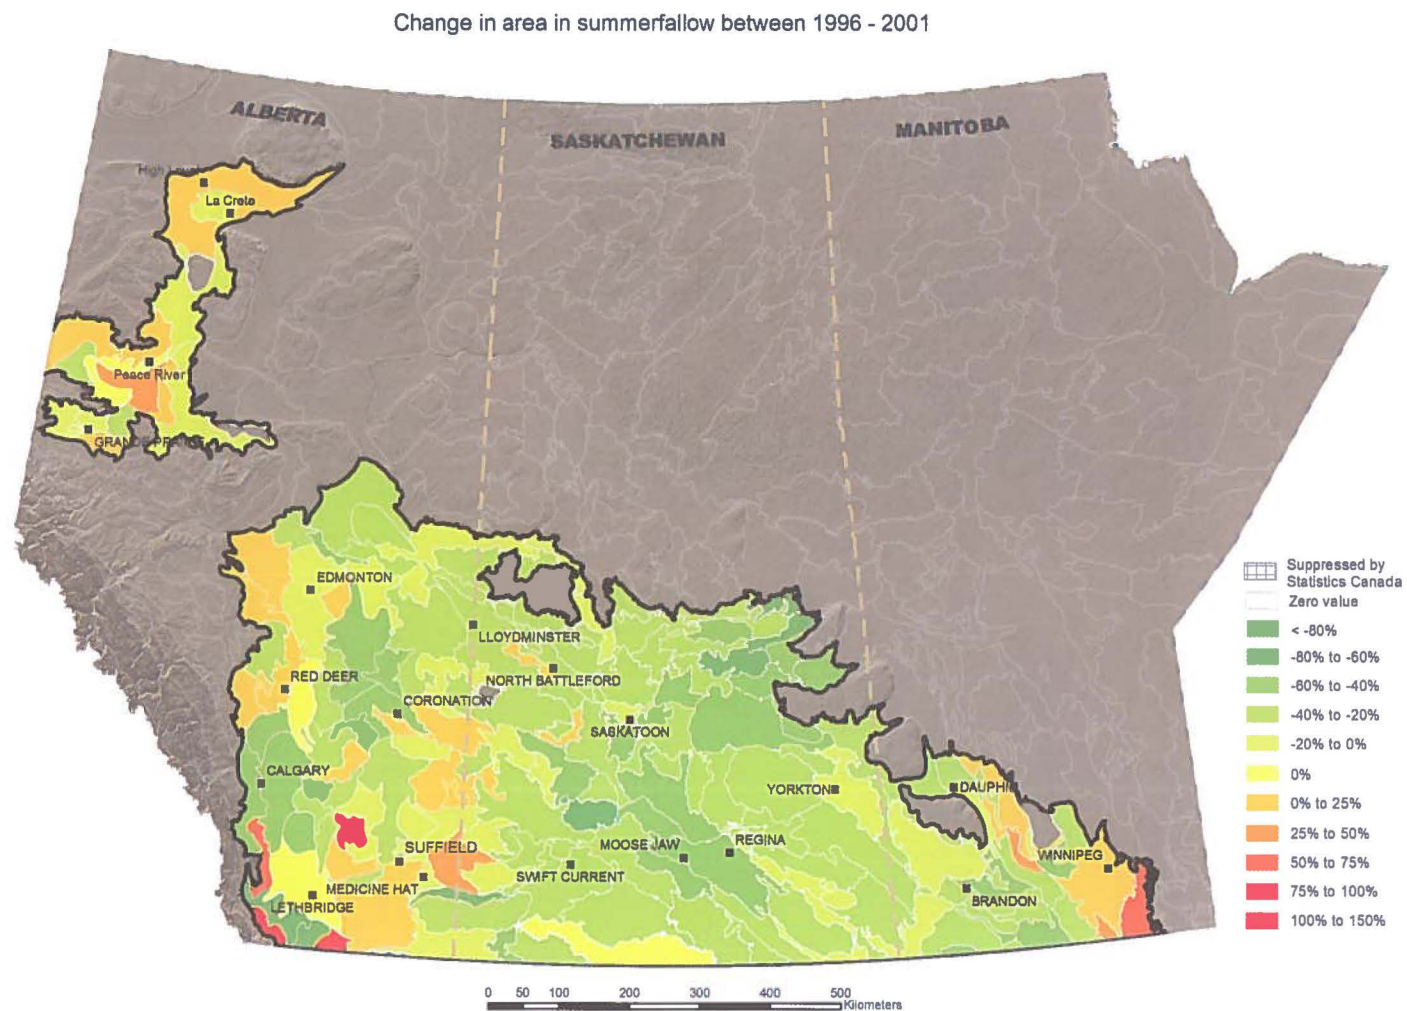 Change in area in summerfallow between 1996 - 2001
ALBERTA
SASKATCHEWAN
MANITOBA
High Level
La Crete
Peace River
GRANDE PRAIRIE
EDMONTON
LLOYDMINSTER
RED DEER
NORTH BATTLEFORD
CORONATION
SASKATOON
CALGARY
YORKTON
DAUPHIN
SUFFIELD
MOOSE JAW
REGINA
WINNIPEG
MEDICINE HAT
SWIFT CURRENT
LETHBRIDGE
BRANDON
Suppressed by
Statistics Canada
Zero value
< -80%
-80% to -60%
-60% to -40%
-40% to -20%
-20% to 0%
0%
0% to 25%
25% to 50%
50% to 75%
75% to 100%
100% to 150%
0 50 100 200 300 400 500
Kilometers